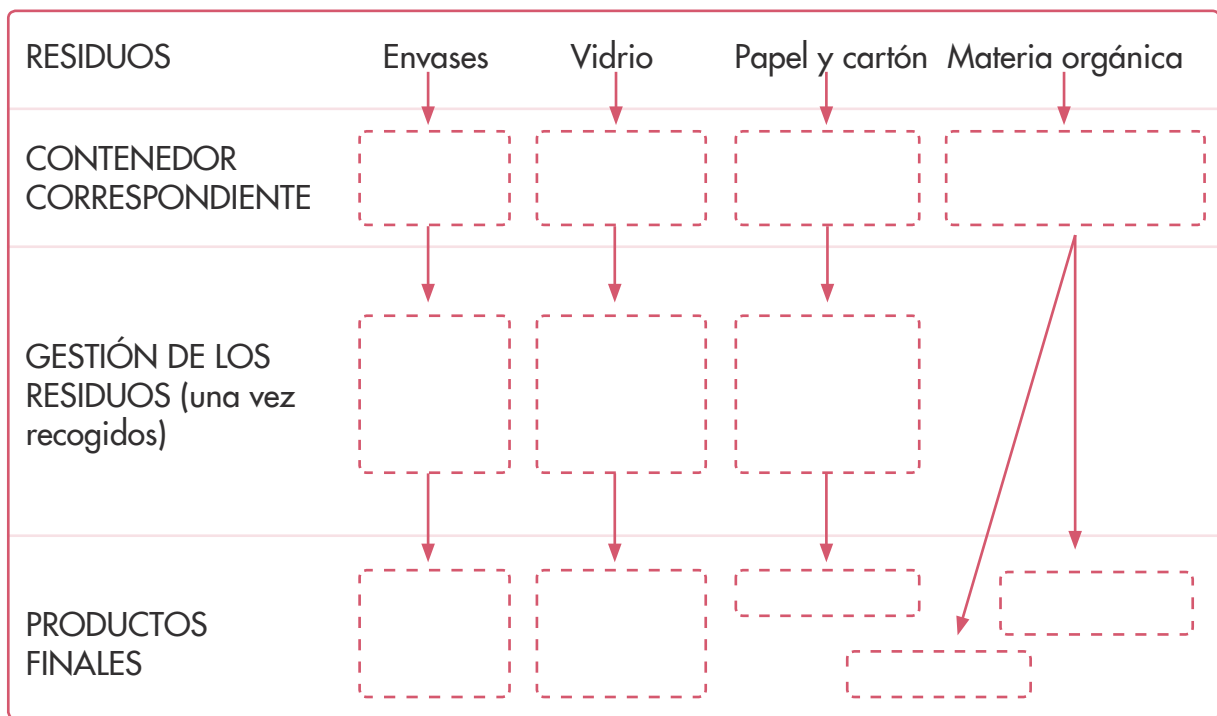 RESIDUOS Envases Vidrio Papel y cartón Materia orgánica
CONTENEDOR
CORRESPONDIENTE
GESTIÓN DE LOS
RESIDUOS (una vez
recogidos)
PRODUCTOS
FINALES